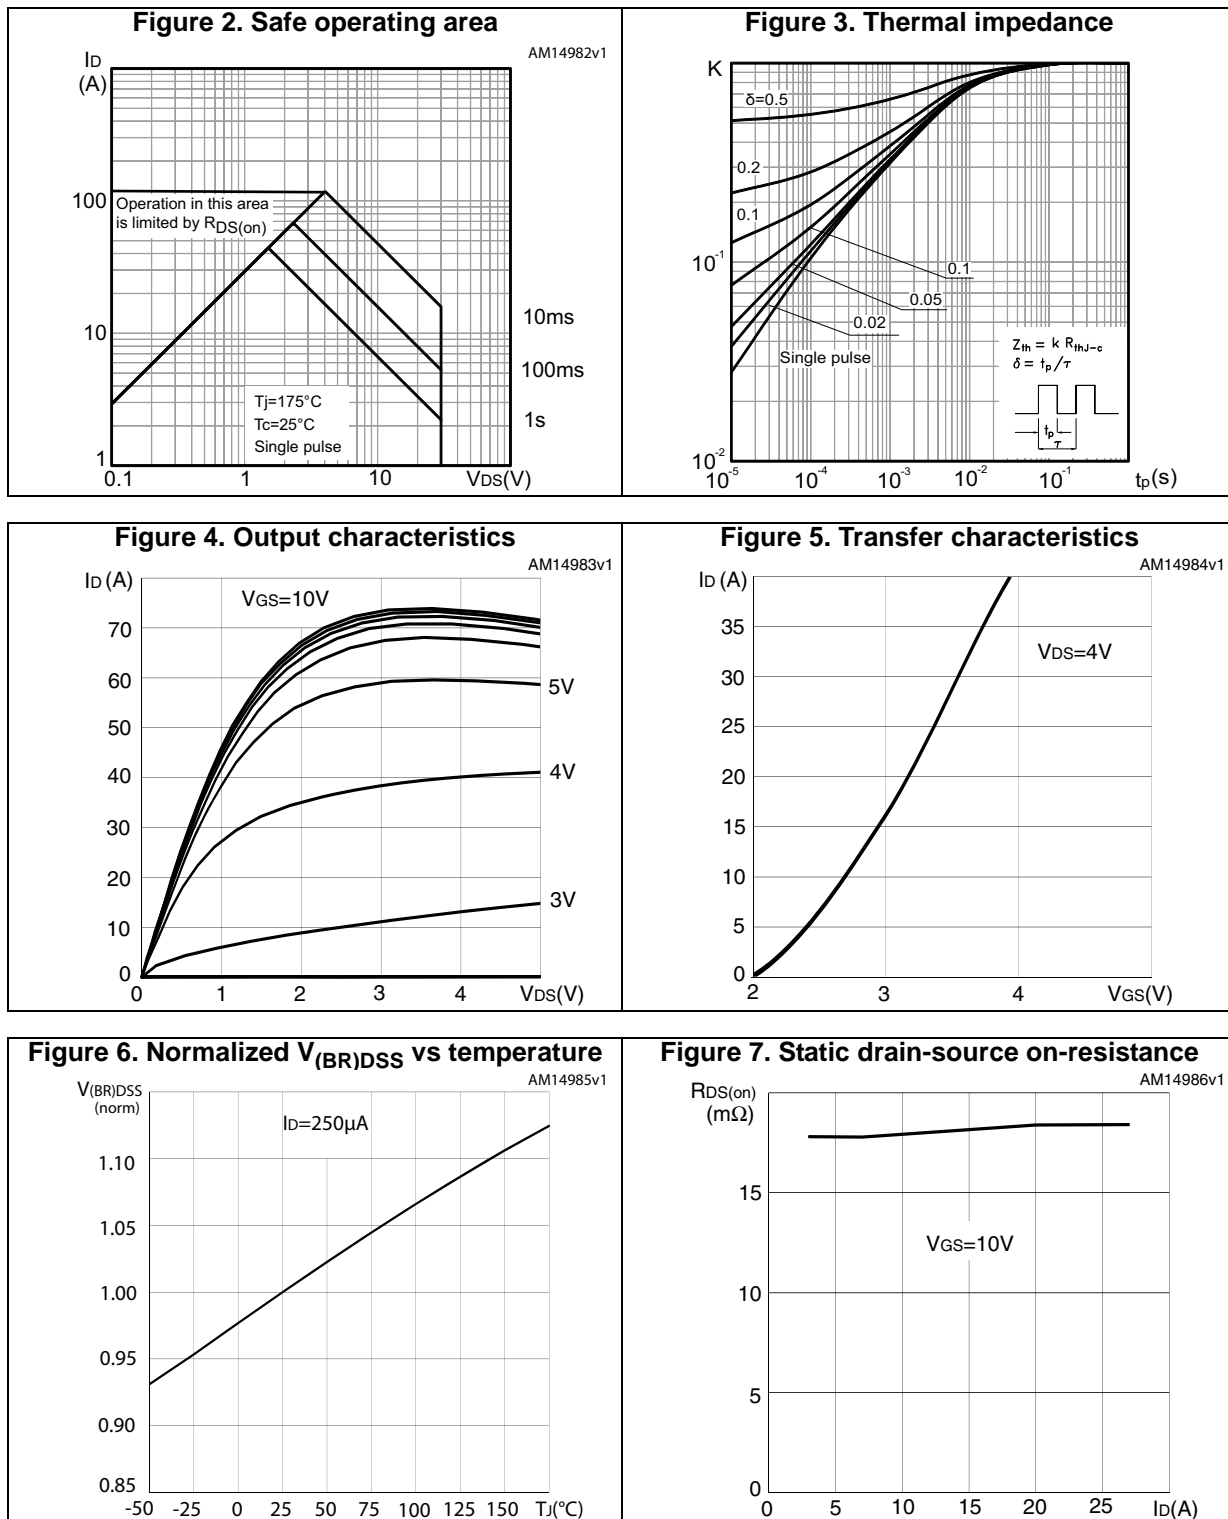 Figure 2. Safe operating area
AM14982v1
ID
(A)
100
10
1
Operation in this area
is limited by RDS(on)
10ms
100ms
1s
Tj=175°C
Tc=25°C
Single pulse
0.1
1
10
VDS(V)
Figure 3. Thermal impedance
K
δ=0.5
0.2
0.1
10-1
0.1
0.05
0.02
Single pulse
Zth = k RthJ-c
δ = tp/τ
tp
τ
10-2
10-5
10-4
10-3
10-2
10-1
tp(s)
Figure 4. Output characteristics
AM14983v1
ID (A)
VGS=10V
70
60
50
40
30
20
10
0
5V
4V
3V
0
1
2
3
4
VDS(V)
Figure 5. Transfer characteristics
AM14984v1
ID (A)
35
30
25
20
15
10
5
0
VDS=4V
2
3
4
VGS(V)
Figure 6. Normalized V(BR)DSS vs temperature
AM14985v1
V(BR)DSS
(norm)
ID=250µA
1.10
1.05
1.00
0.95
0.90
0.85
-50
-25
0
25
50
75
100
125
150
TJ(°C)
Figure 7. Static drain-source on-resistance
AM14986v1
RDS(on)
(mΩ)
15
10
5
0
VGS=10V
0
5
10
15
20
25
ID(A)